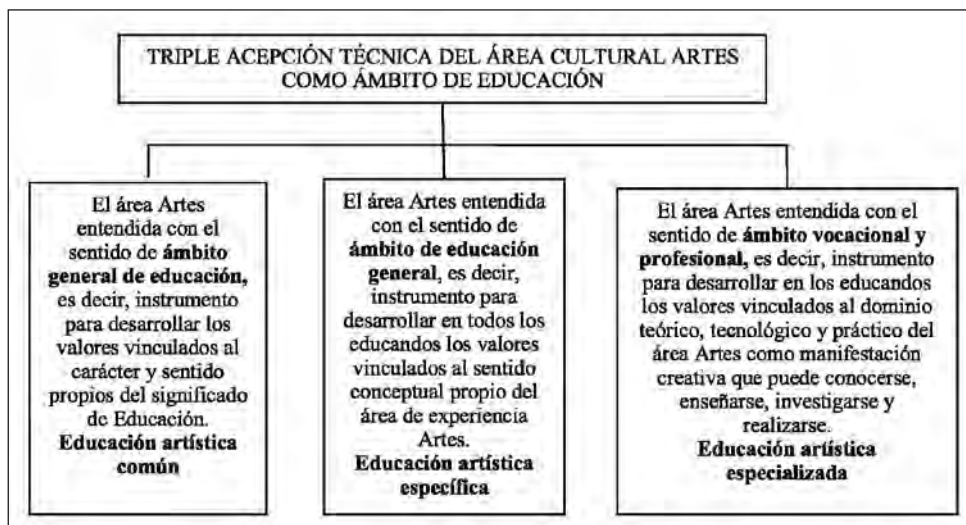 TRIPLE ACEPCIÓN TÉCNICA DEL ÁREA CULTURAL ARTES
COMO ÁMBITO DE EDUCACIÓN
El área Artes
entendida con el
sentido de ámbito
general de educación,
es decir, instrumento
para desarrollar los
valores vinculados al
carácter y sentido
propios del significado
de Educación.
Educación artística
común
El área Artes entendida
con el sentido de
ámbito de educación
general, es decir,
instrumento para
desarrollar en todos los
educandos los valores
vinculados al sentido
conceptual propio del
área de experiencia
Artes.
Educación artística
específica
El área Artes entendida con el
sentido de ámbito vocacional y
profesional, es decir, instrumento
para desarrollar en los educandos
los valores vinculados al dominio
teórico, tecnológico y práctico del
área Artes como manifestación
creativa que puede conocerse,
enseñarse, investigarse y
realizarse.
Educación artística
especializada